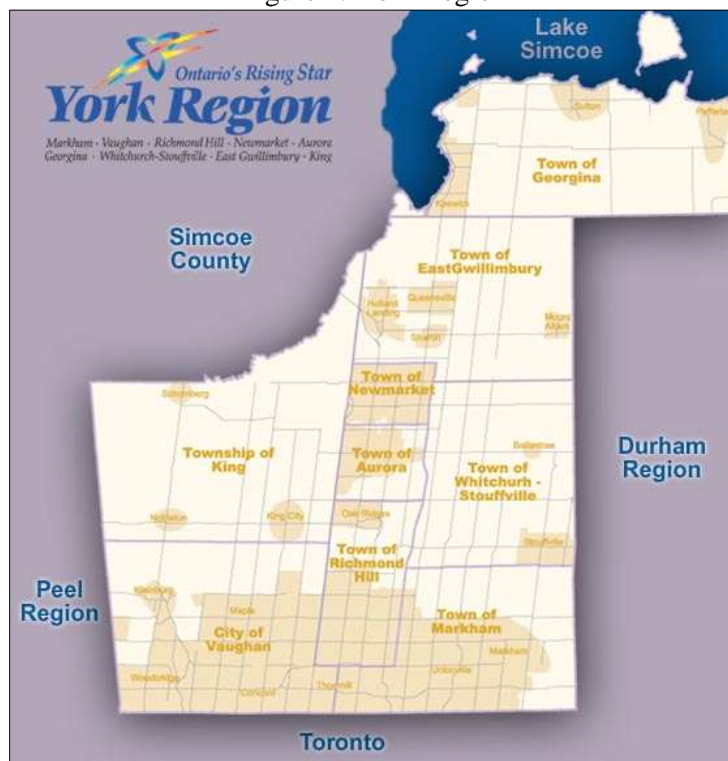 Lake
Simcoe
Ontario's Rising Star
York Region
Markham · Vaughan · Richmond Hill · Newmarket · Aurora
Georgina · Whitchurch-Stouffville · East Gwillimbury · King
Sutton
Town of
Georgina
Keswick
Simcoe
County
Town of
EastGwillimbury
Holland
Landing
Queensville
Sharon
Mount
Albert
Town of
Newmarket
Schomberg
Township of
King
Town of
Aurora
Ballantrae
Town of
Whitchurh -
Stouffville
Durham
Region
Nobleton
King City
Oak Ridges
Stouffville
Town of
Richmond
Hill
Peel
Region
Kleinburg
Maple
City of
Vaughan
Town of
Markham
Markham
Woodbridge
Concord
Thornhill
Unionville
Toronto